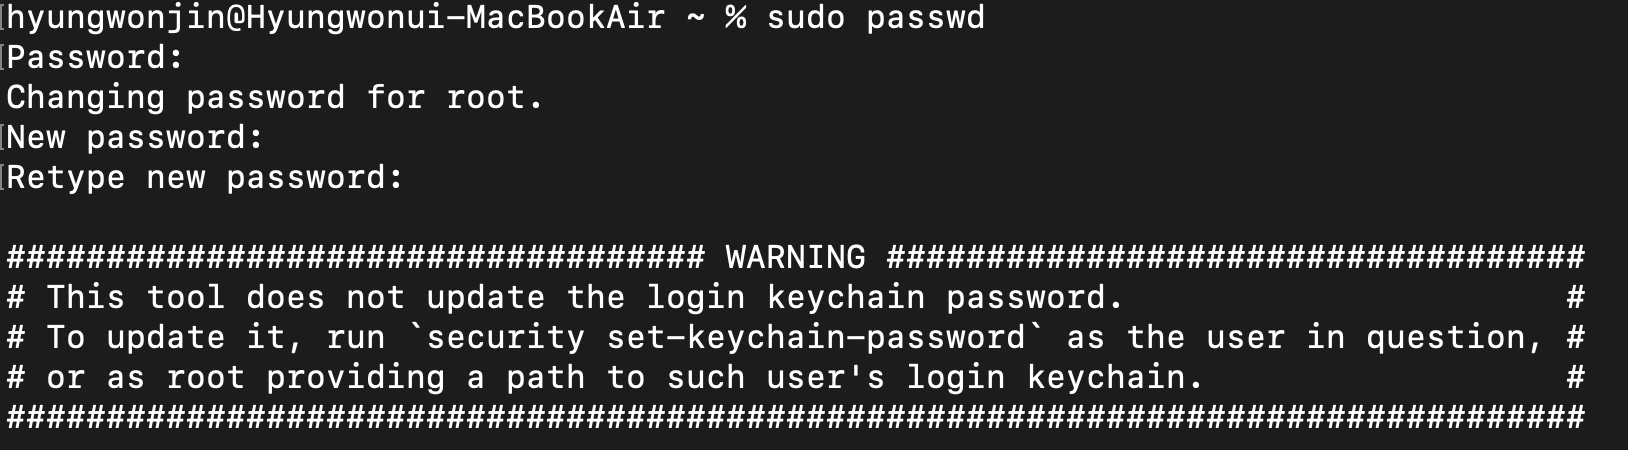 hyungwonjin@Hyungwonui-MacBookAir ~ % sudo passwd
Password:
Changing password for root.
New password:
Retype new password:

################################### WARNING ###################################
# This tool does not update the login keychain password.                      #
# To update it, run `security set-keychain-password` as the user in question, #
# or as root providing a path to such user's login keychain.                  #
###############################################################################